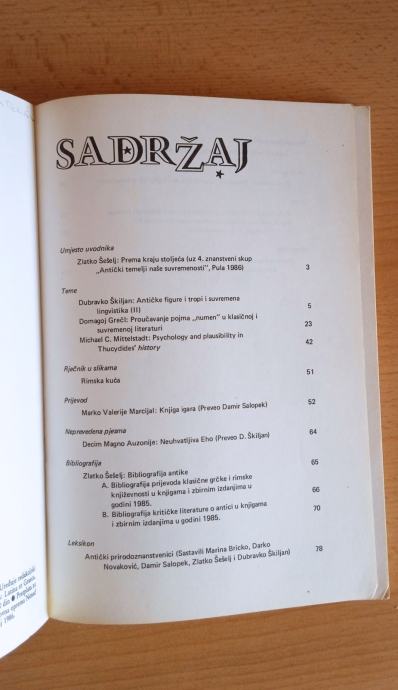 SADRŽAJ
Umjesto uvodnika
Zlatko Šešelj: Prema kraju stoljeća (uz 4. znanstveni skup
„Antički temelji naše suvremenosti”, Pula 1986) 3
Teme
Dubravko Škiljan: Antičke figure i tropi i suvremena
lingvistika (II) 5
Domagoj Grečl: Proučavanje pojma „numen” u klasičnoj i
suvremenoj literaturi 23
Michael C. Mittelstadt: Psychology and plausibility in
Thucydides' history 42
Rječnik u slikama
Rimska kuća 51
Prijevod
Marko Valerije Marcijal: Knjiga igara (Preveo Damir Salopek) 52
Neprevedena pjesma
Decim Magno Auzonije: Neuhvatljiva Eho (Preveo D. Škiljan) 64
Bibliografija
Zlatko Šešelj: Bibliografija antike 65
A. Bibliografija prijevoda klasične grčke i rimske
književnosti u knjigama i zbirnim izdanjima u
godini 1985. 66
B. Bibliografija kritičke literature o antici u knjigama
i zbirnim izdanjima u godini 1985. 70
Leksikon
Antički prirodoznanstvenici (Sastavili Marina Bricko, Darko
Novaković, Damir Salopek, Zlatko Šešelj i Dubravko Škiljan) 78
1986.